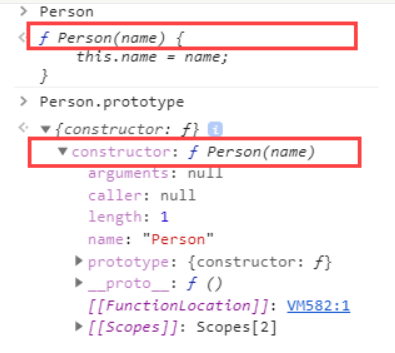 > Person
<· ƒ Person(name) {
this.name = name;
}
> Person.prototype
<· ▼{constructor: ƒ} i
▼constructor: ƒ Person(name)
arguments: null
caller: null
length: 1
name: "Person"
▶prototype: {constructor: ƒ}
▶__proto__: ƒ ()
[[FunctionLocation]]: VM582:1
▶[[Scopes]]: Scopes[2]